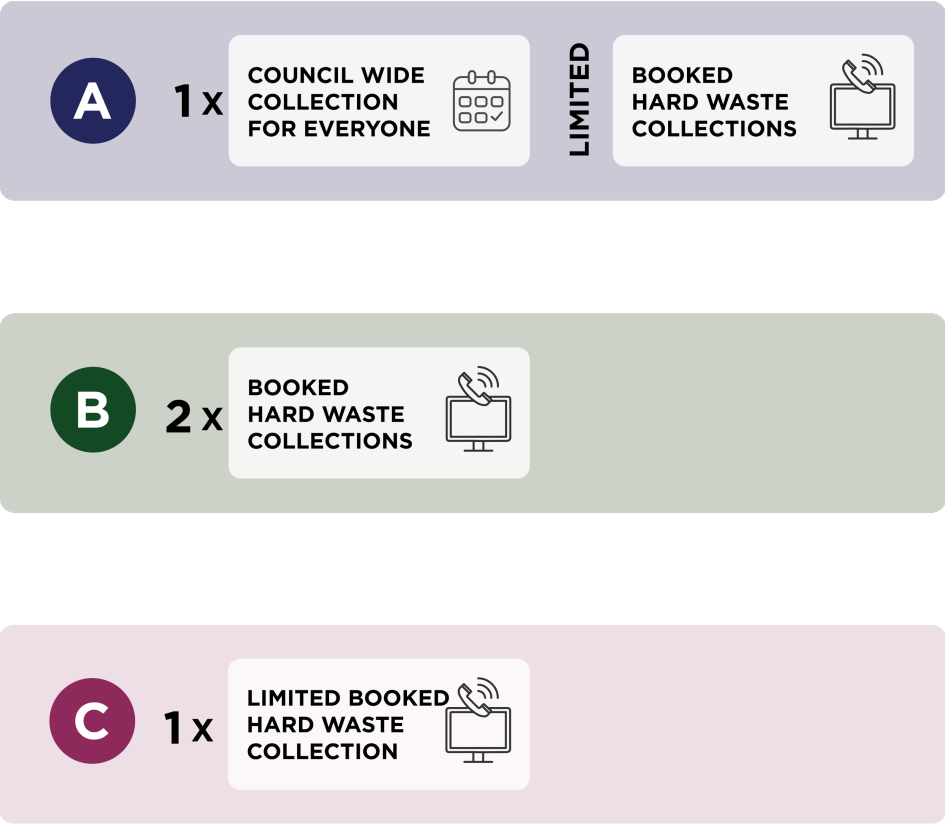 A
1 x
COUNCIL WIDE
COLLECTION
FOR EVERYONE
LIMITED
BOOKED
HARD WASTE
COLLECTIONS
B
2 x
BOOKED
HARD WASTE
COLLECTIONS
C
1 x
LIMITED BOOKED
HARD WASTE
COLLECTION